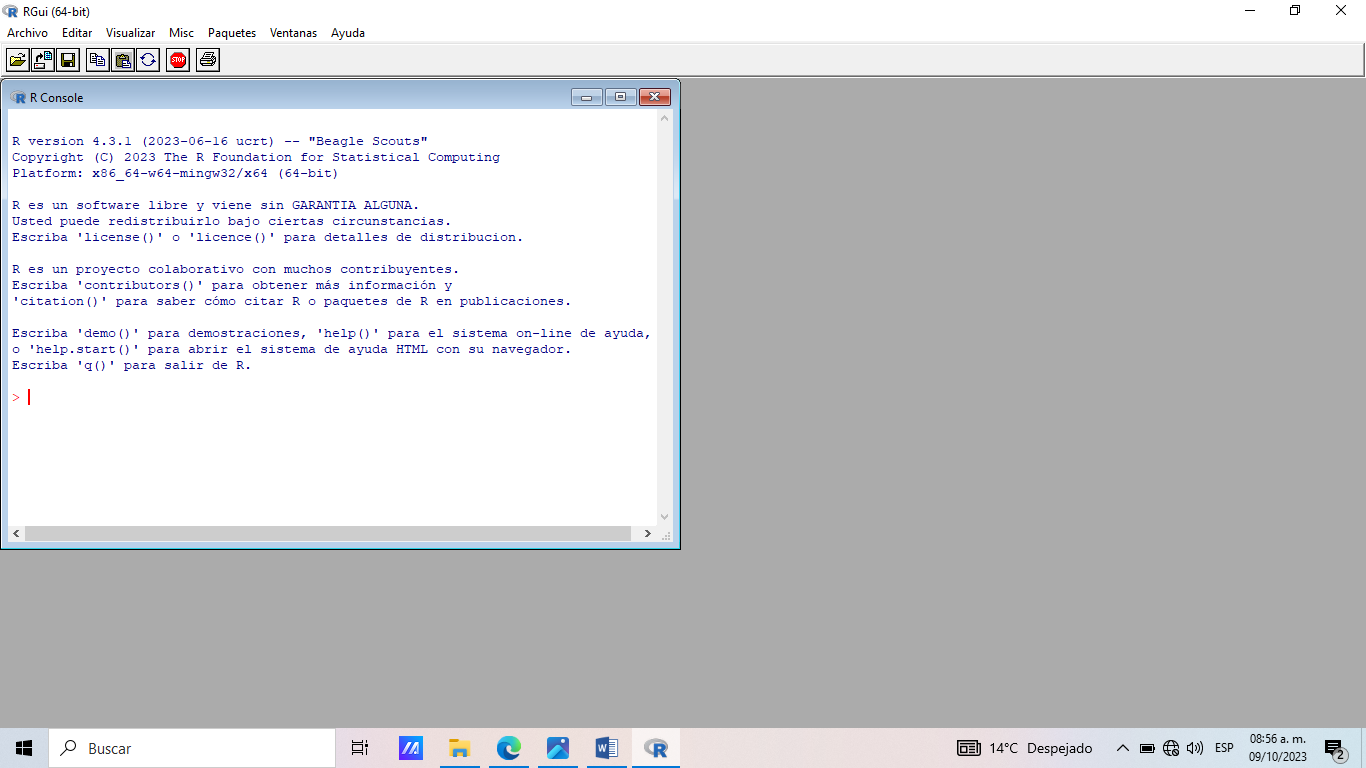 RGui (64-bit)
Archivo Editar Visualizar Misc Paquetes Ventanas Ayuda
STOP
R Console
R version 4.3.1 (2023-06-16 ucrt) -- "Beagle Scouts"
Copyright (C) 2023 The R Foundation for Statistical Computing
Platform: x86_64-w64-mingw32/x64 (64-bit)
R es un software libre y viene sin GARANTIA ALGUNA.
Usted puede redistribuirlo bajo ciertas circunstancias.
Escriba 'license()' o 'licence()' para detalles de distribucion.
R es un proyecto colaborativo con muchos contribuyentes.
Escriba 'contributors()' para obtener más información y
'citation()' para saber cómo citar R o paquetes de R en publicaciones.
Escriba 'demo()' para demostraciones, 'help()' para el sistema on-line de ayuda,
o 'help.start()' para abrir el sistema de ayuda HTML con su navegador.
Escriba 'q()' para salir de R.
>
Buscar
14°C Despejado
ESP
08:56 a. m.
09/10/2023
2